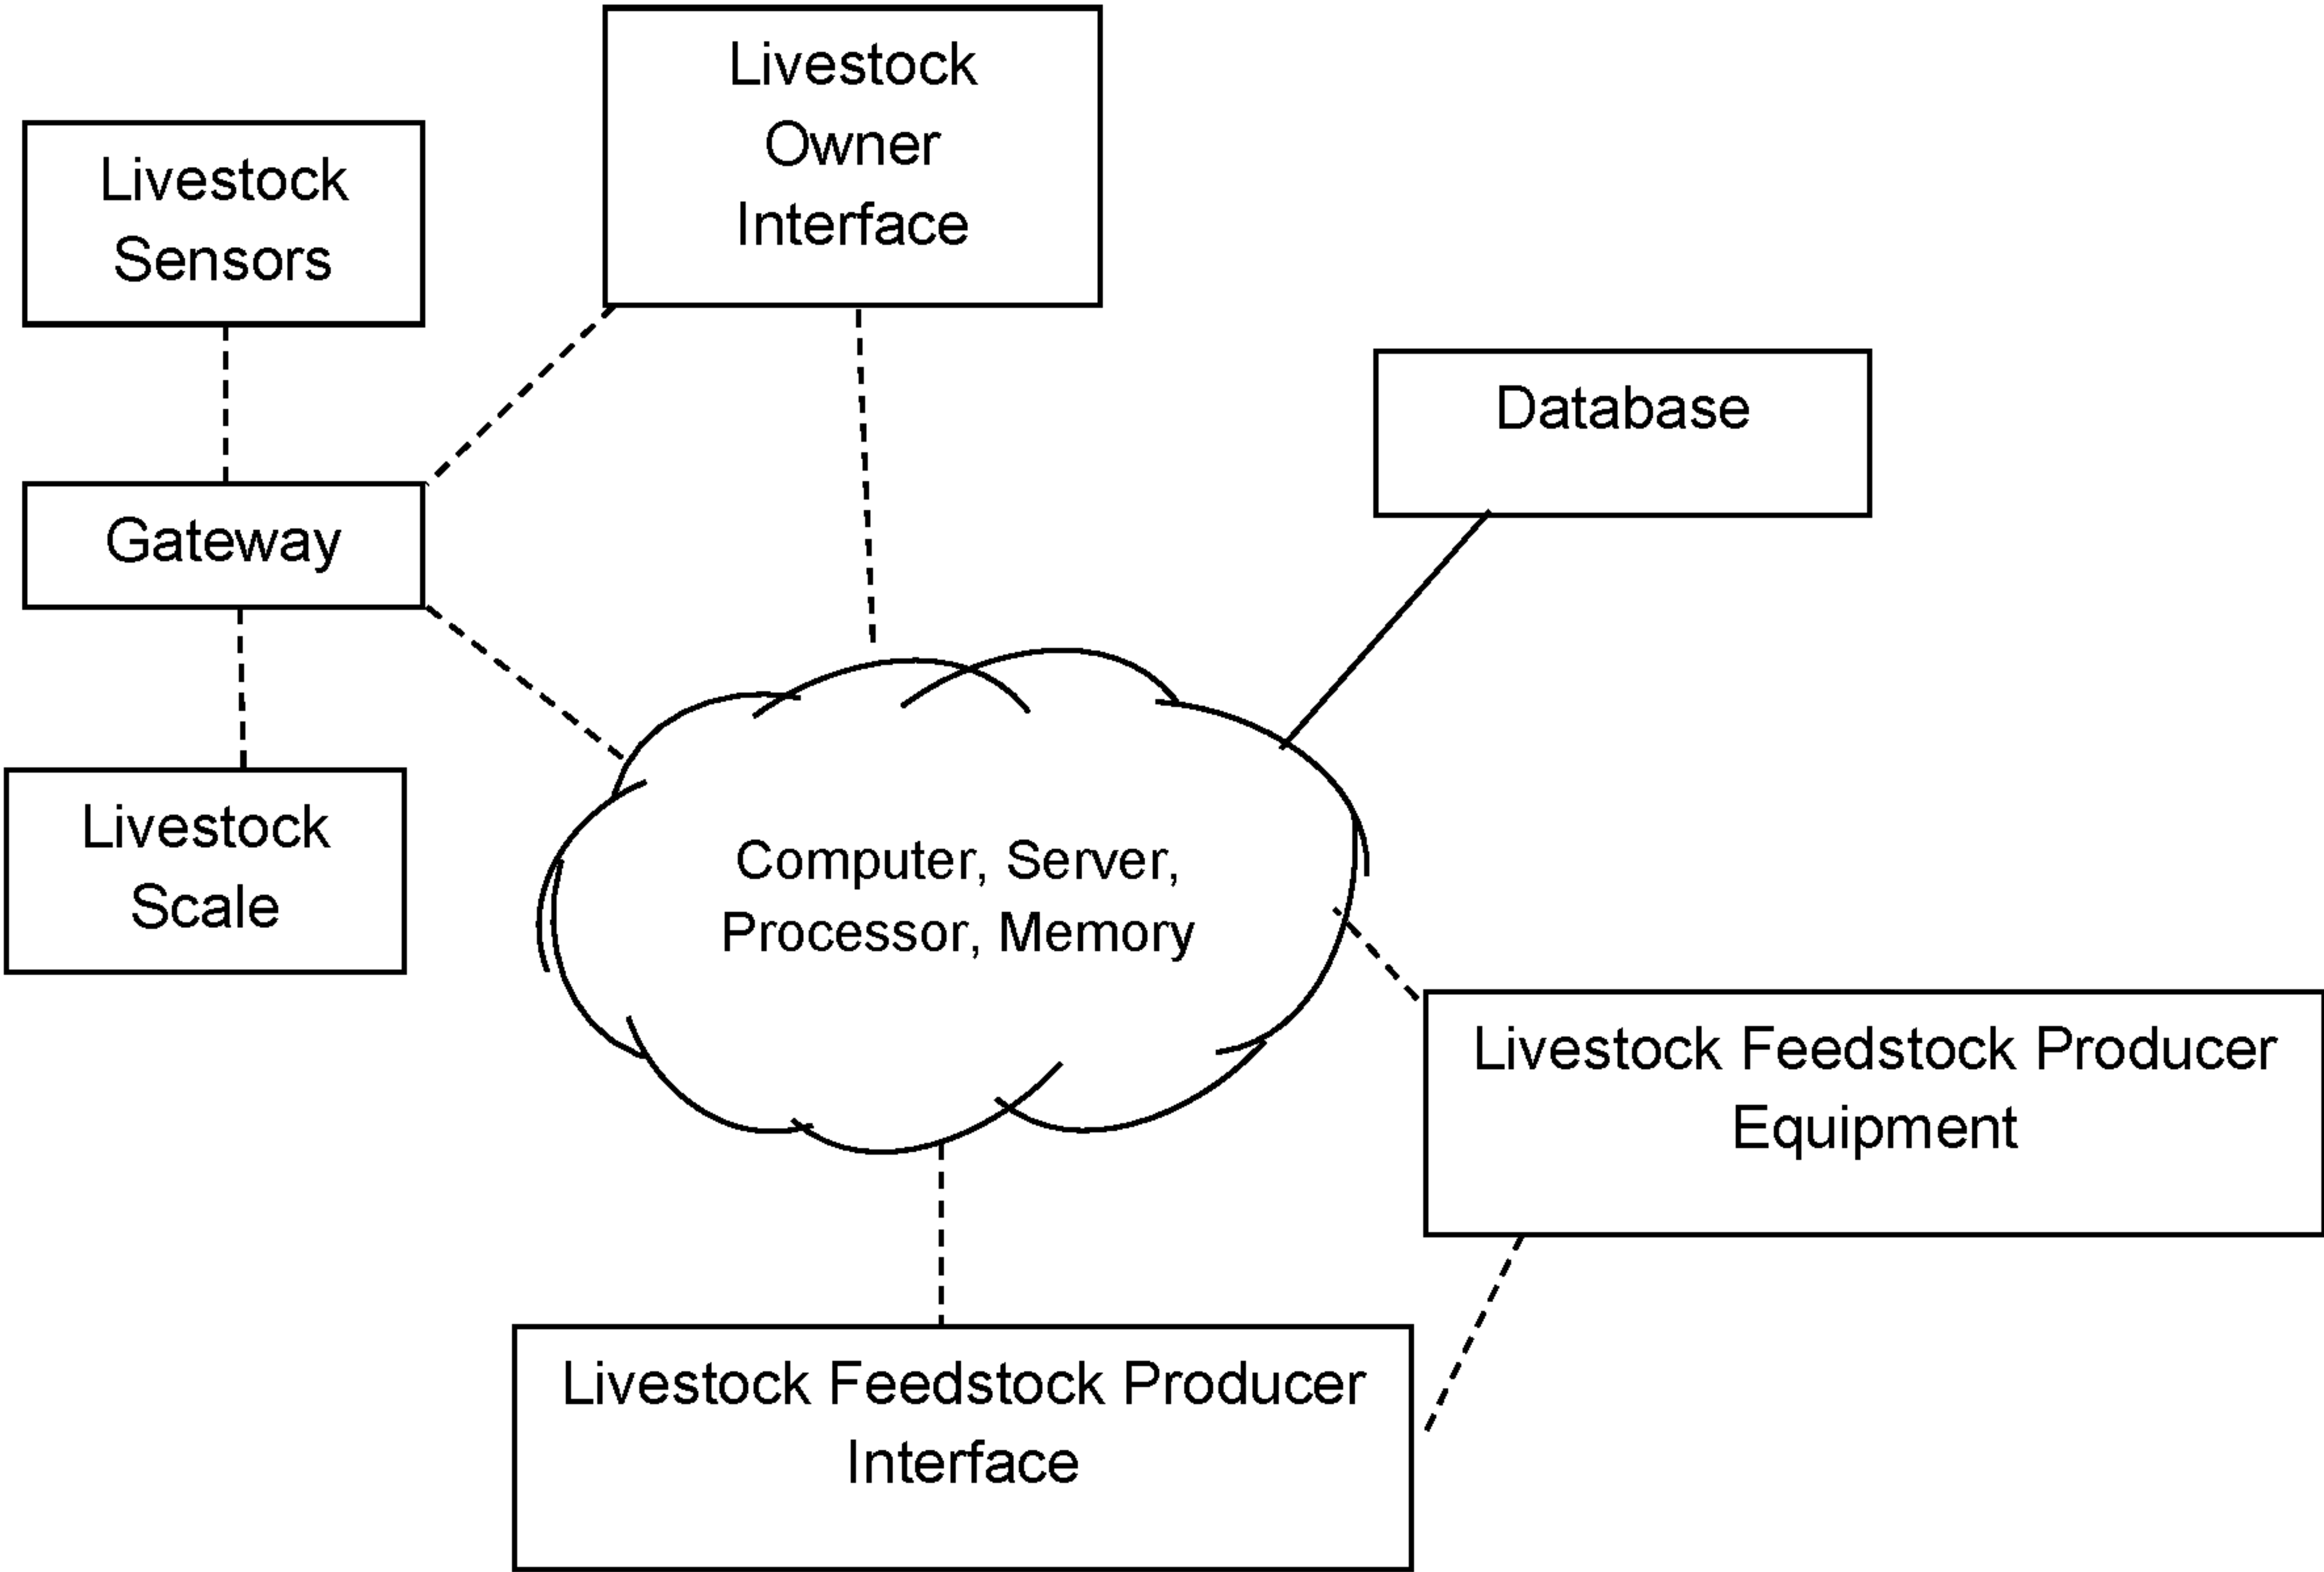 Livestock
Owner
Interface
Livestock
Sensors
Database
Gateway
Livestock
Scale
Computer, Server,
Processor, Memory
Livestock Feedstock Producer
Equipment
Livestock Feedstock Producer
Interface